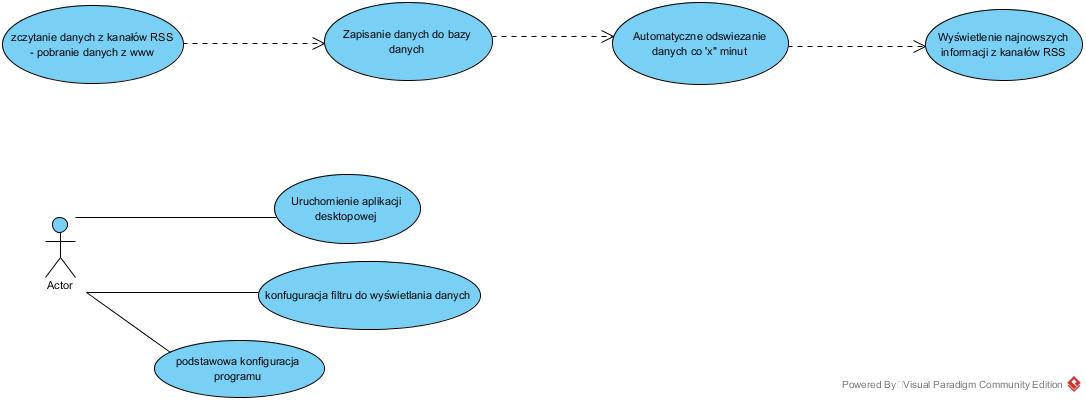 zczytanie danych z kanałów RSS
- pobranie danych z www
Zapisanie danych do bazy
danych
Automatyczne odswiezanie
danych co 'x" minut
Wyświetlenie najnowszych
informacji z kanałów RSS
Uruchomienie aplikacji
desktopowej
Actor
konfuguracja filtru do wyświetlania danych
podstawowa konfiguracja
programu
Powered By Visual Paradigm Community Edition